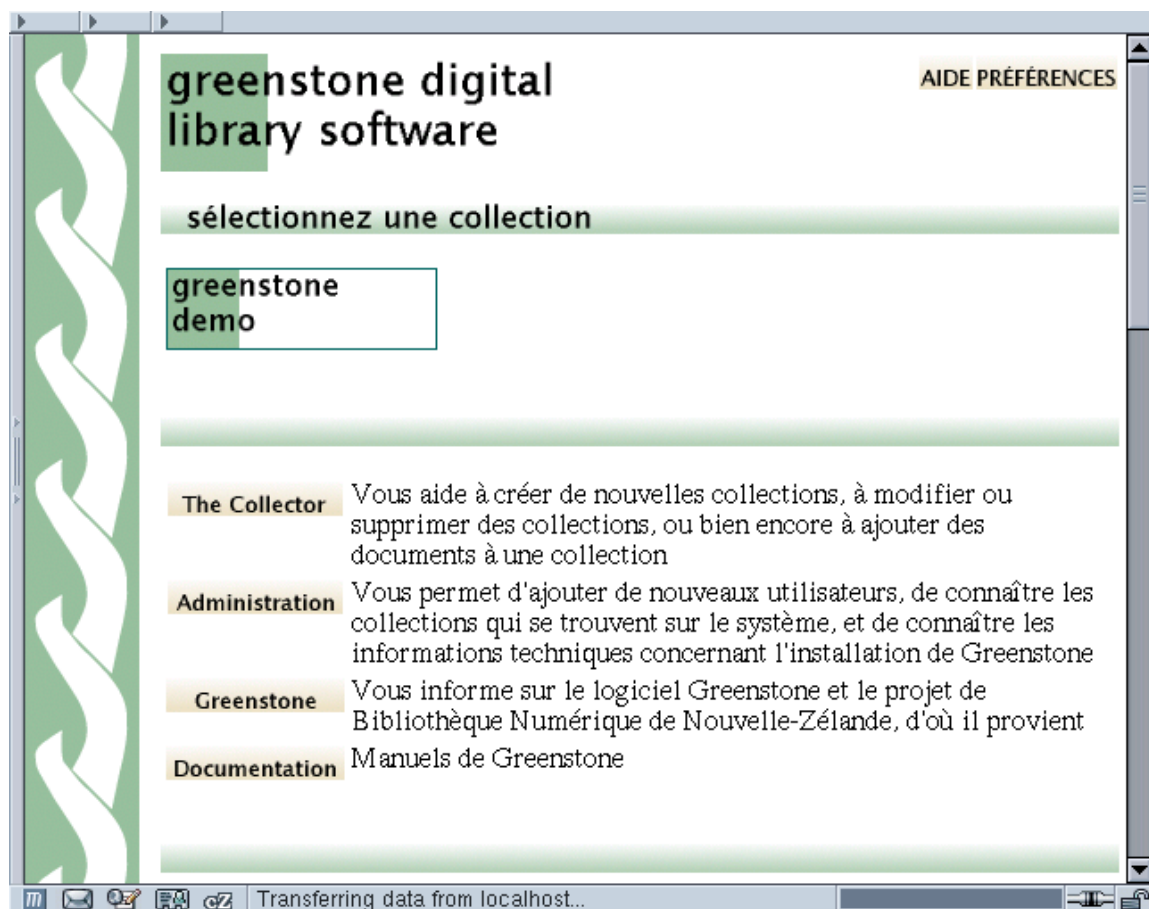 greenstone digital
library software
AIDE PRÉFÉRENCES
sélectionnez une collection
greenstone
demo
The Collector
Vous aide à créer de nouvelles collections, à modifier ou
supprimer des collections, ou bien encore à ajouter des
documents à une collection
Administration
Vous permet d'ajouter de nouveaux utilisateurs, de connaître les
collections qui se trouvent sur le système, et de connaître les
informations techniques concernant l'installation de Greenstone
Greenstone
Vous informe sur le logiciel Greenstone et le projet de
Bibliothèque Numérique de Nouvelle-Zélande, d'où il provient
Documentation
Manuels de Greenstone
Transferring data from localhost...